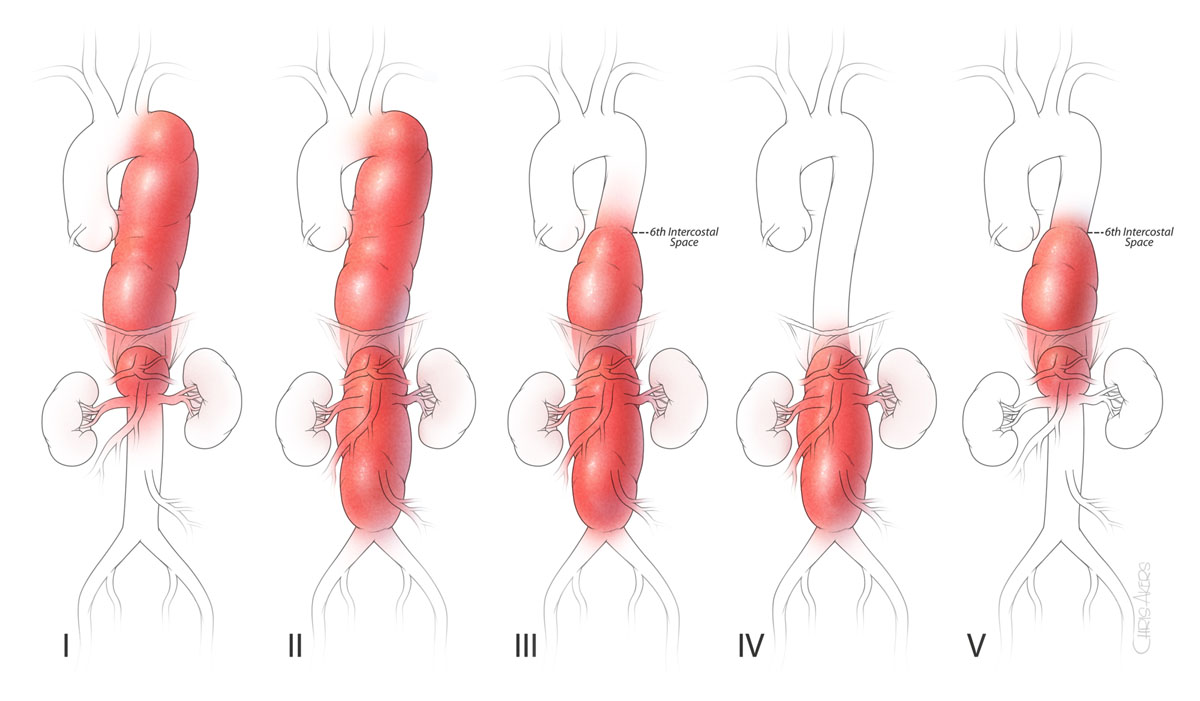 6th Intercostal
Space
6th Intercostal
Space
I
II
III
IV
V
CHRIS AKERS